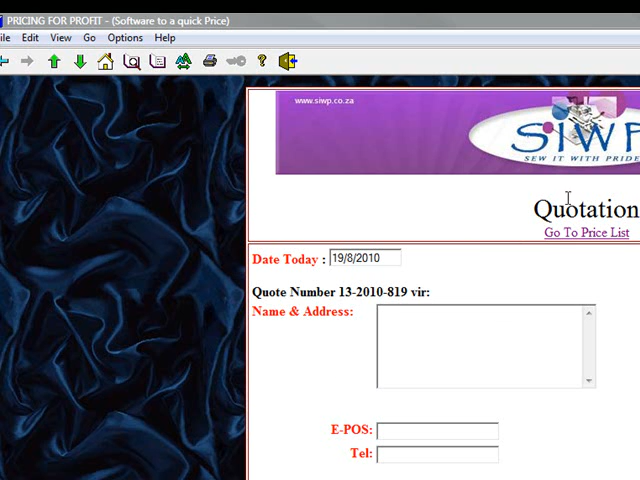 PRICING FOR PROFIT - (Software to a quick Price)
ile Edit View Go Options Help
www.siwp.co.za
SiWP
SEW IT WITH PRIDE
Quotation
Go To Price List
Date Today : 19/8/2010
Quote Number 13-2010-819 vir:
Name & Address:
E-POS:
Tel: